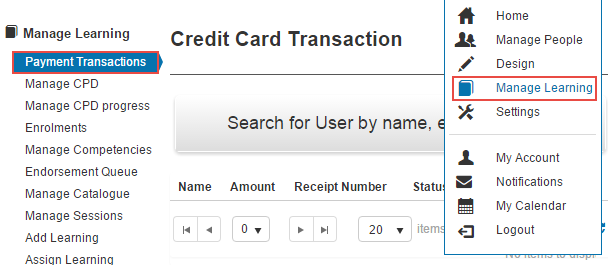 Manage Learning
Payment Transactions
Manage CPD
Manage CPD progress
Enrolments
Manage Competencies
Endorsement Queue
Manage Catalogue
Manage Sessions
Add Learning
Assign Learning
Credit Card Transaction
Search for User by name, e
Name Amount Receipt Number Status
0 20 items
No items to displ
Home
Manage People
Design
Manage Learning
Settings
My Account
Notifications
My Calendar
Logout